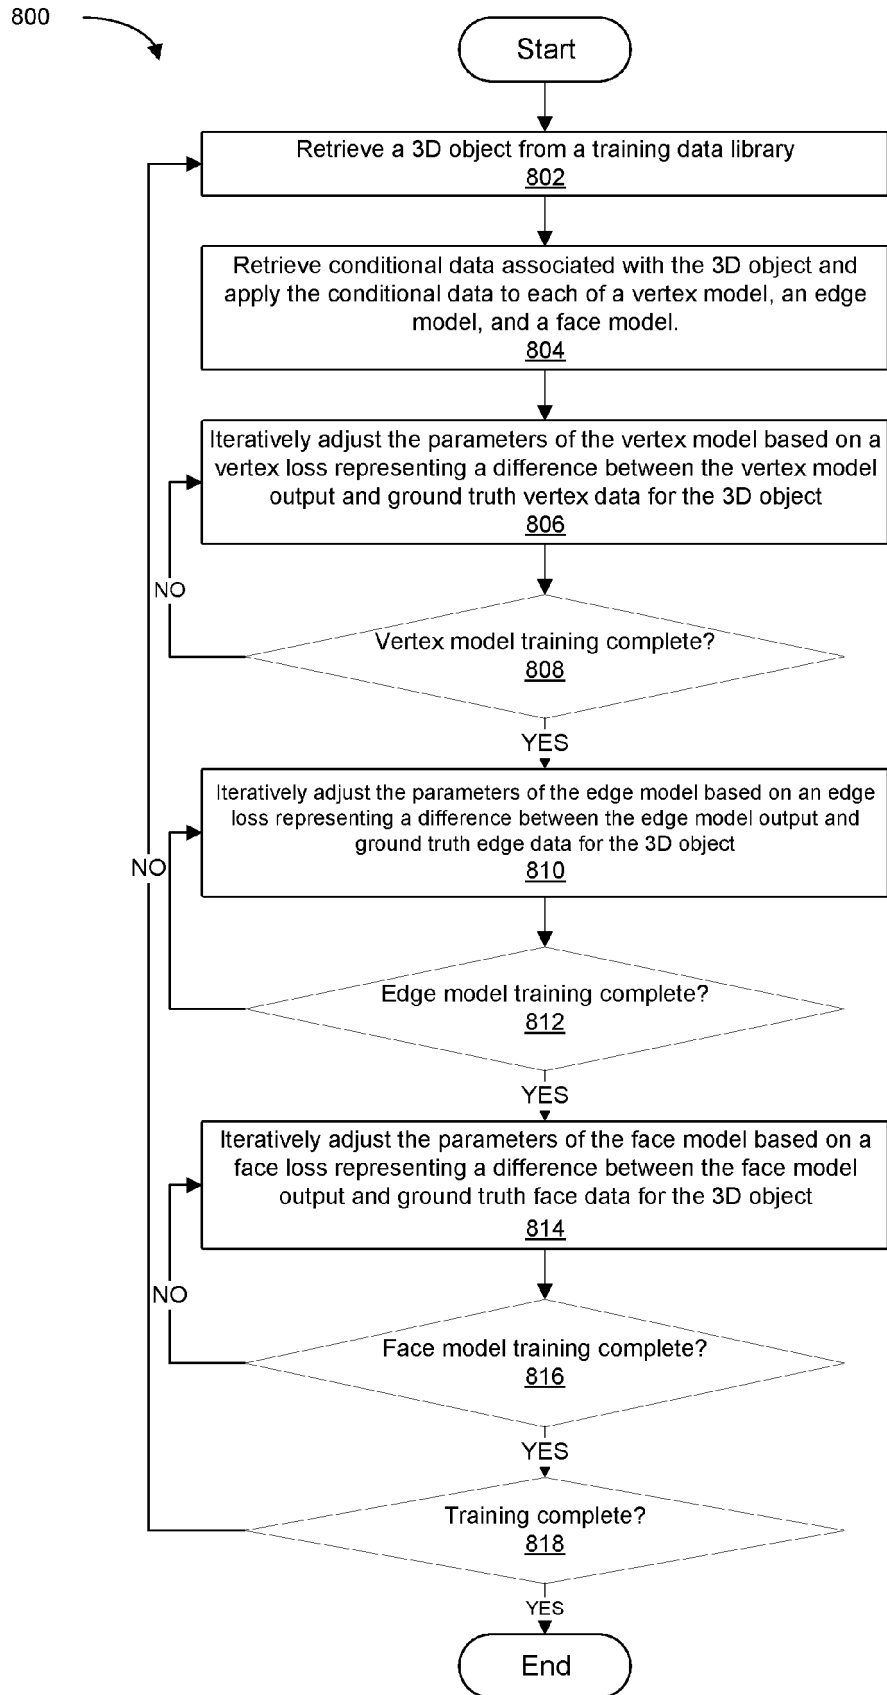 800
Start
Retrieve a 3D object from a training data library
802
Retrieve conditional data associated with the 3D object and
apply the conditional data to each of a vertex model, an edge
model, and a face model.
804
Iteratively adjust the parameters of the vertex model based on a
vertex loss representing a difference between the vertex model
output and ground truth vertex data for the 3D object
806
NO
Vertex model training complete?
808
YES
Iteratively adjust the parameters of the edge model based on an edge
loss representing a difference between the edge model output and
ground truth edge data for the 3D object
810
NO
Edge model training complete?
812
YES
Iteratively adjust the parameters of the face model based on a
face loss representing a difference between the face model
output and ground truth face data for the 3D object
814
NO
Face model training complete?
816
YES
Training complete?
818
YES
End